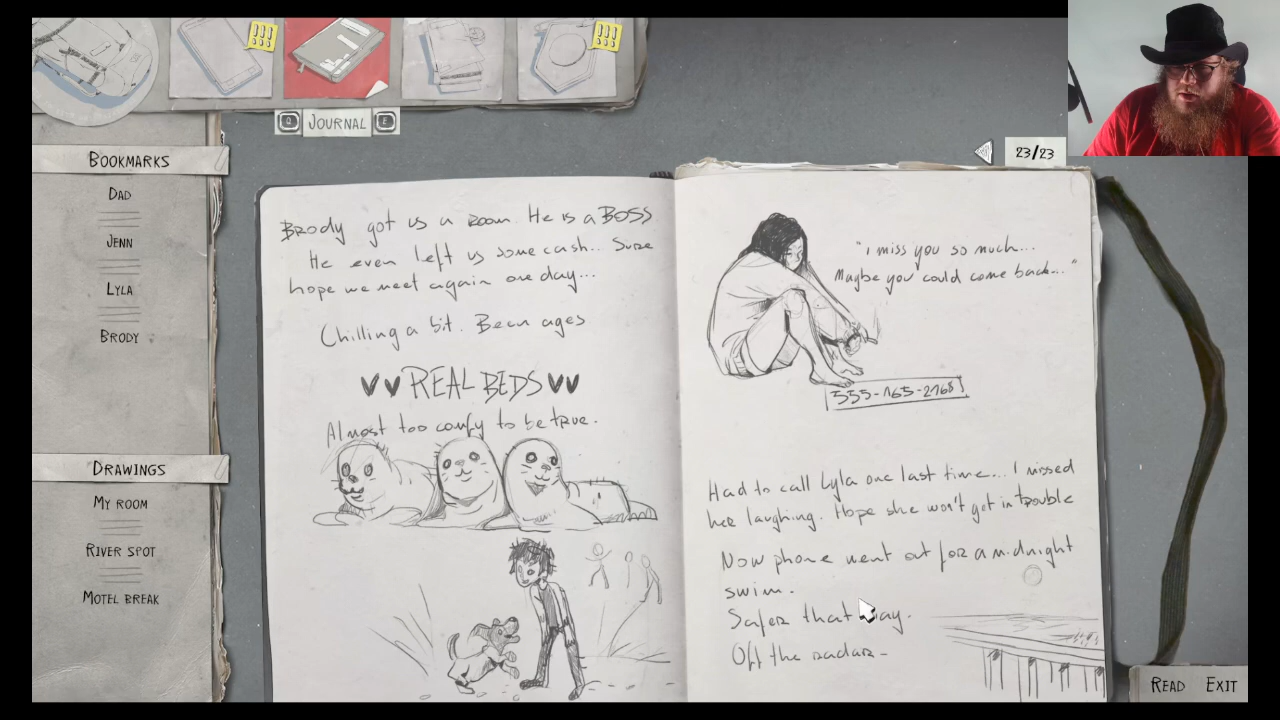 Q JOURNAL E
23/23
BOOKMARKS
DAD
JENN
LYLA
BRODY
DRAWINGS
MY ROOM
RIVER SPOT
MOTEL BREAK
BRODY got us a room. He is a BOSS
He even left us some cash... Sure
hope we meet again one day...
Chilling a bit. Been ages
REAL BEDS
Almost too comfy to be true.
"I miss you so much...
Maybe you could come back..."
555-165-2168
Had to call Lyla one last time... I missed
her laughing. Hope she won't get in trouble
Now phone went out for a midnight
swim.
Safer that way.
Off the radar-
READ EXIT